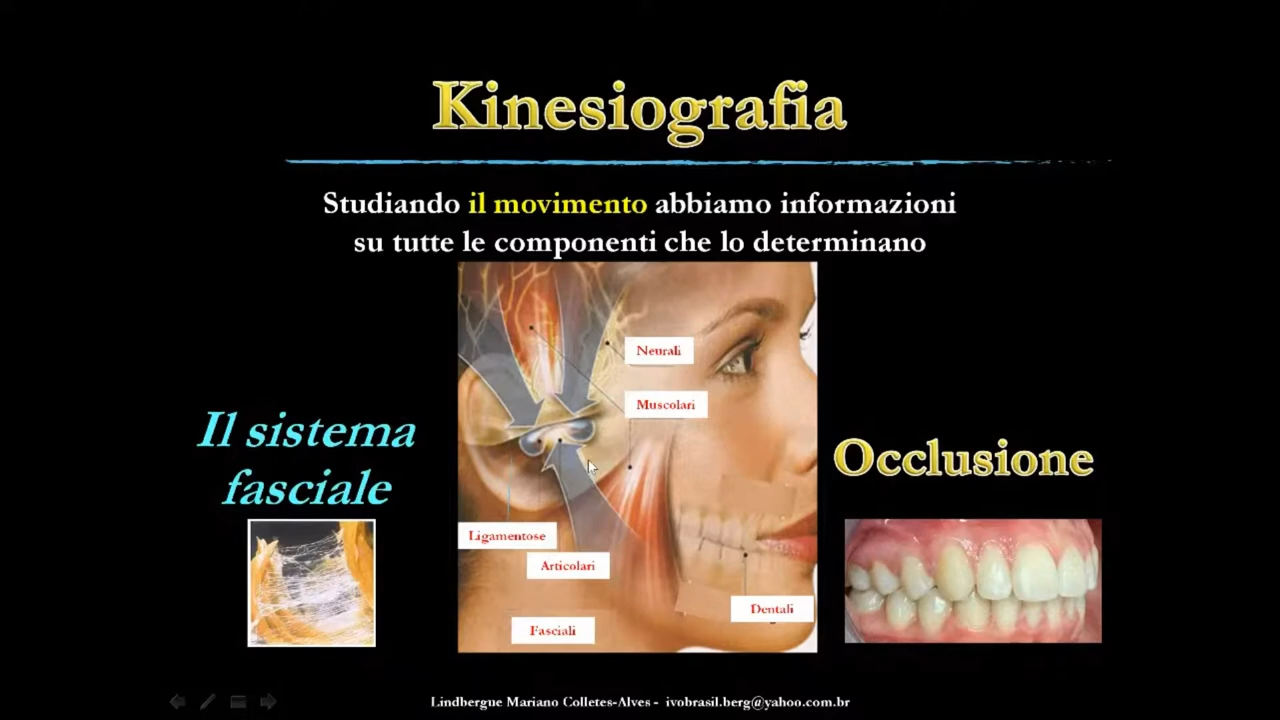 Kinesiografia
Studiando il movimento abbiamo informazioni
su tutte le componenti che lo determinano
Neurali
Muscolari
Il sistema
fasciale
Occlusione
Ligamentose
Articolari
Dentali
Fasciali
Lindbergue Mariano Colletes-Alves - ivobrasil.berg@yahoo.com.br